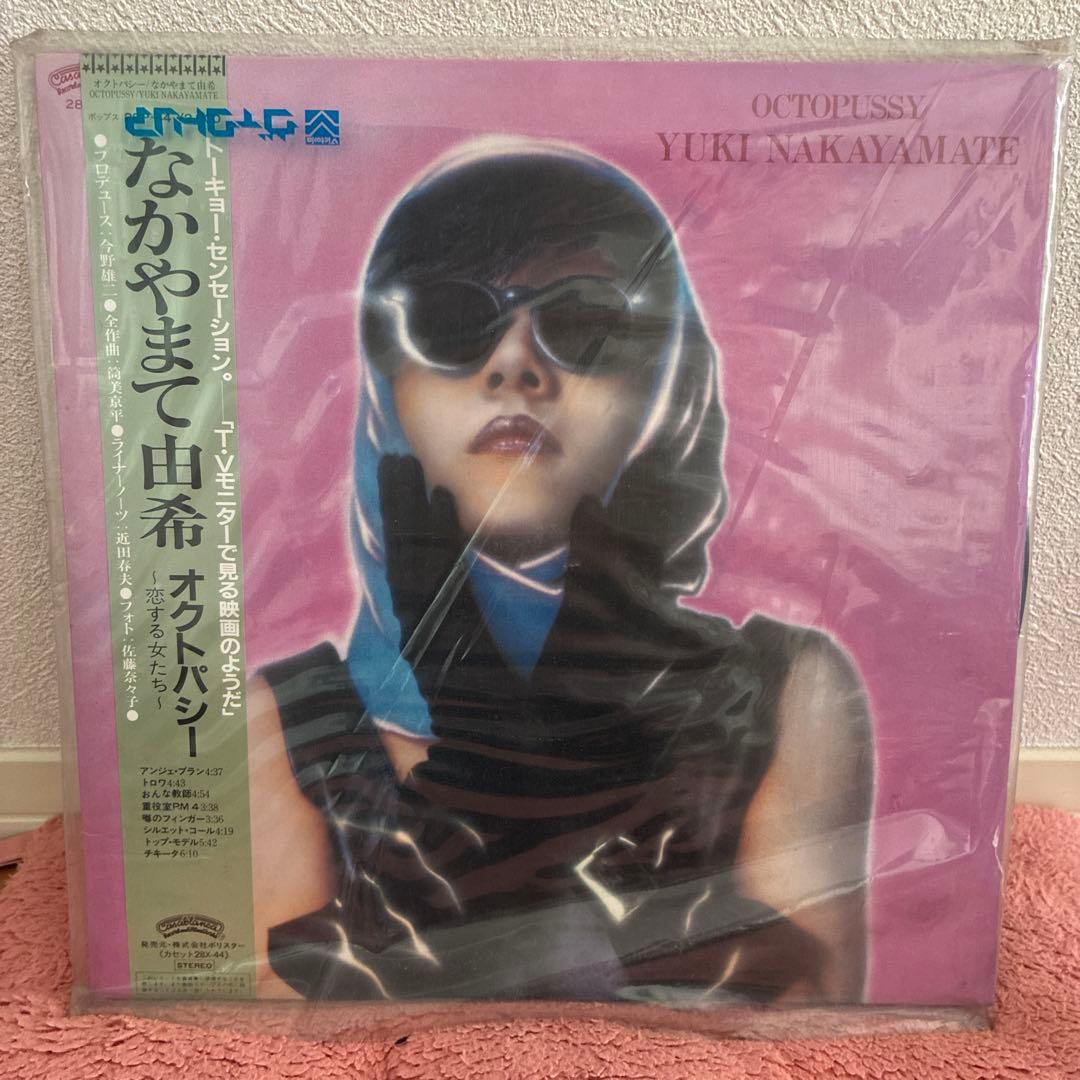 OCTOPUSSY
YUKI NAKAYAMATE
Victoria
ヴィクトリア
オクトパシー/なかやまて由希
OCTOPUSSY/YUKI NAKAYAMATE
ポップス
トーキョー・センセーション。——「T・Vモニターで見る映画のようだ」
なかやまて由希 オクトパシー
〜恋する女たち〜
●プロデュース:今野雄二●全作曲:筒美京平●ライナーノーツ:近田春夫●フォト:佐藤奈々子●
アンジェ・ブラン4:37
トロワ4:43
おんな教師4:54
重役室P.M 4 3:38
噂のフィンガー3:36
シルエット・コール4:19
トップ・モデル5:42
チキータ6:10
Casablanca
発売元・株式会社ポリスター
(カセット28X-44)
STEREO